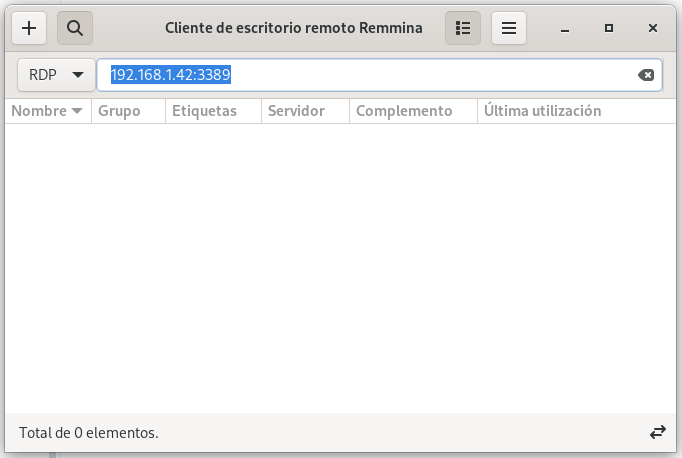 Cliente de escritorio remoto Remmina
RDP 192.168.1.42:3389
Nombre Grupo Etiquetas Servidor Complemento Última utilización
Total de 0 elementos.